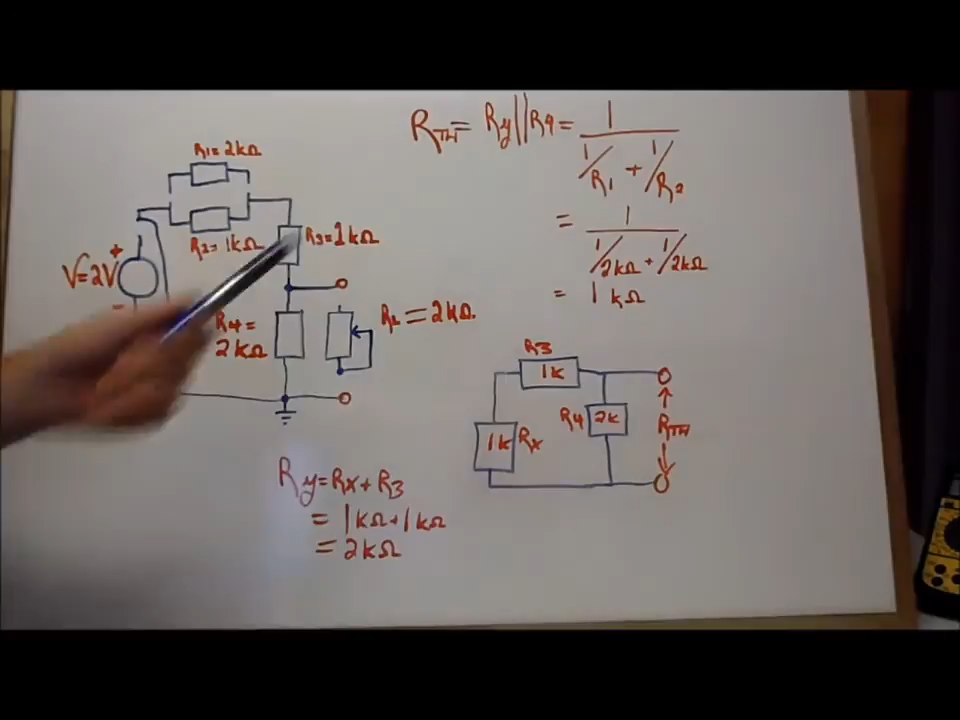 RTH = Ry||R4 = 1
1/R1 + 1/R2
= 1
1/2kΩ + 1/2kΩ
= 1 kΩ
R1=2kΩ
R2=1kΩ
R3=1kΩ
V=2V
+
-
R4=
2kΩ
RL=2kΩ
R3
1k
R4 2k
1k Rx
RTH
Ry=Rx+R3
= 1kΩ+1kΩ
= 2kΩ